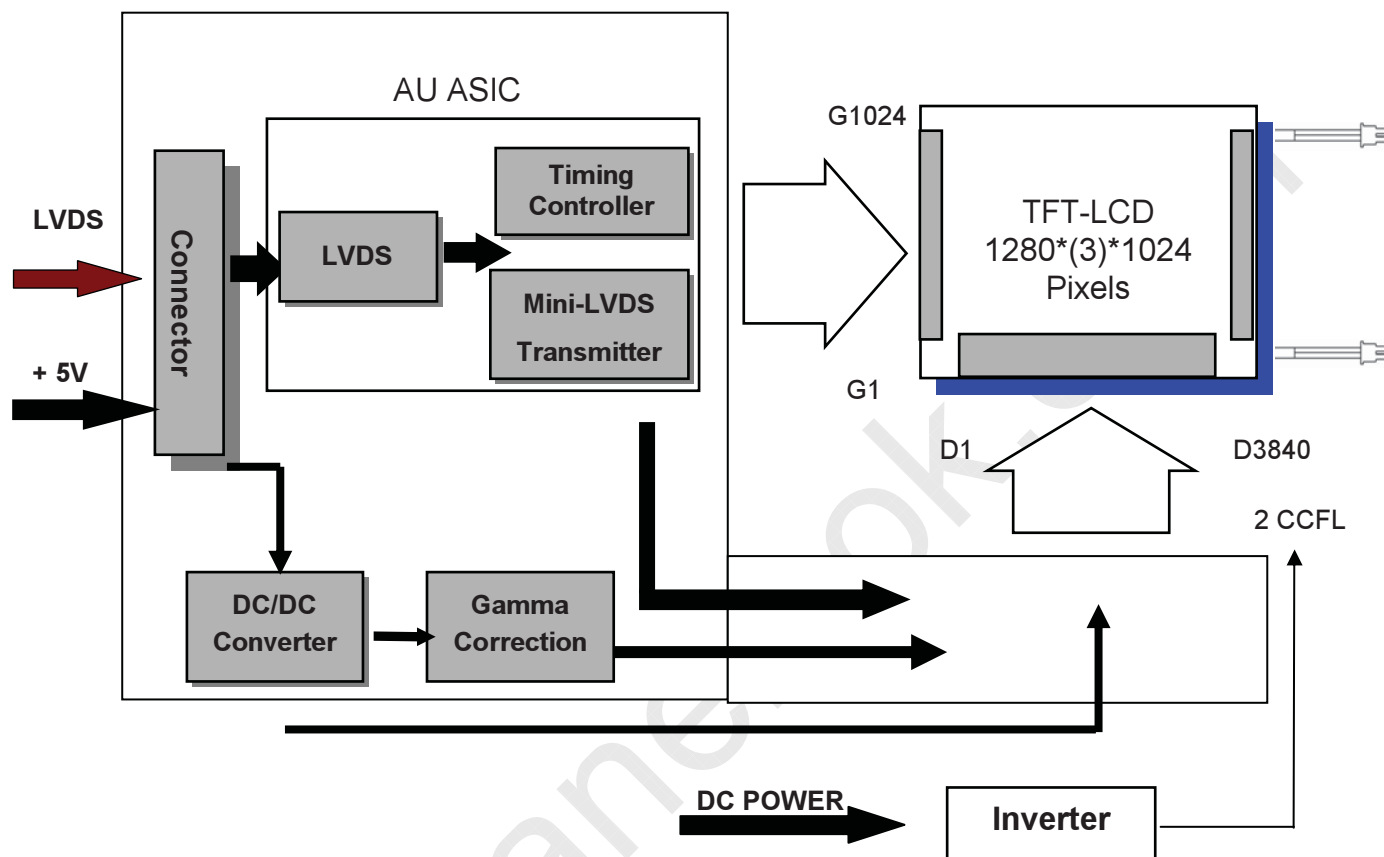 AU ASIC
LVDS
+ 5V
Connector
LVDS
Timing
Controller
Mini-LVDS
Transmitter
G1024
TFT-LCD
1280*(3)*1024
Pixels
G1
D1
D3840
2 CCFL
DC/DC
Converter
Gamma
Correction
DC POWER
Inverter